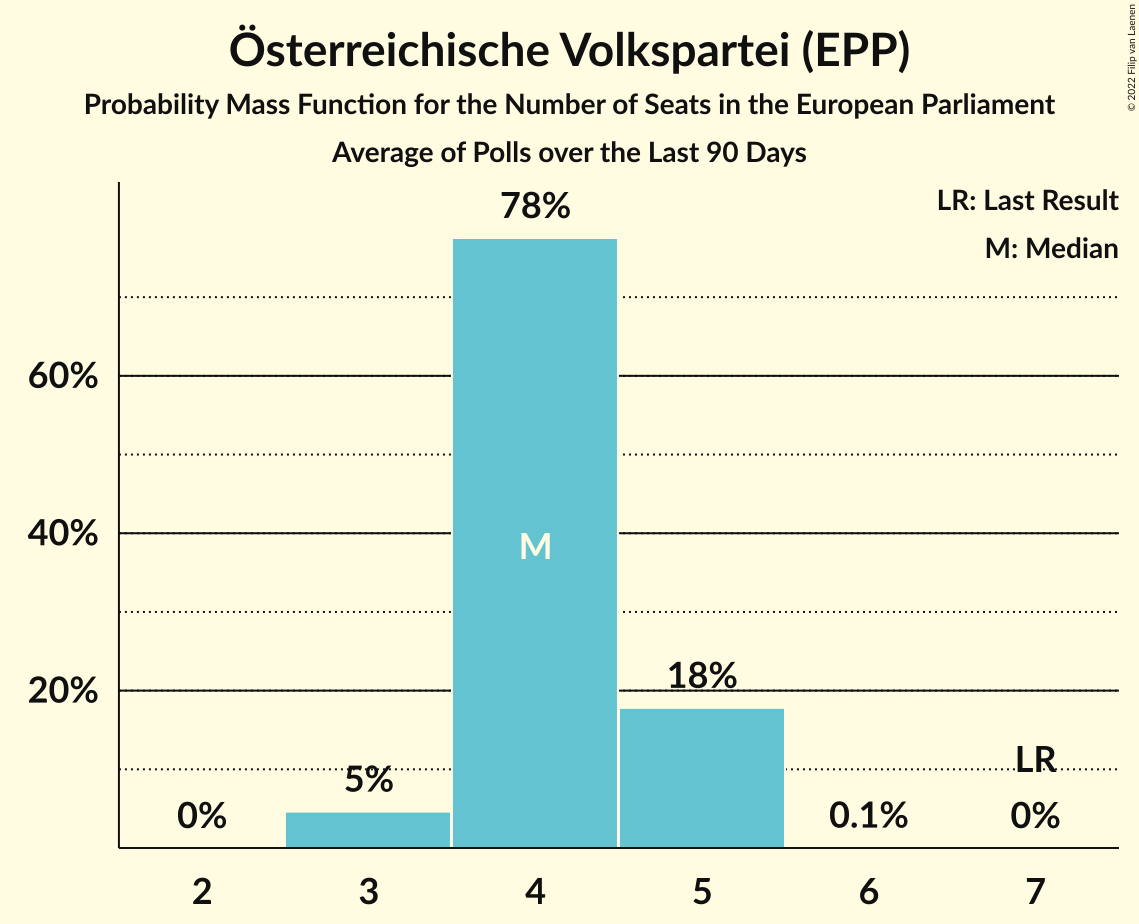 Österreichische Volkspartei (EPP)
Probability Mass Function for the Number of Seats in the European Parliament
Average of Polls over the Last 90 Days
© 2022 Filip van Laenen
LR: Last Result
M: Median
78%
60%
40%
M
20%
18%
5%
LR
0%
0.1%
0%
2 3 4 5 6 7